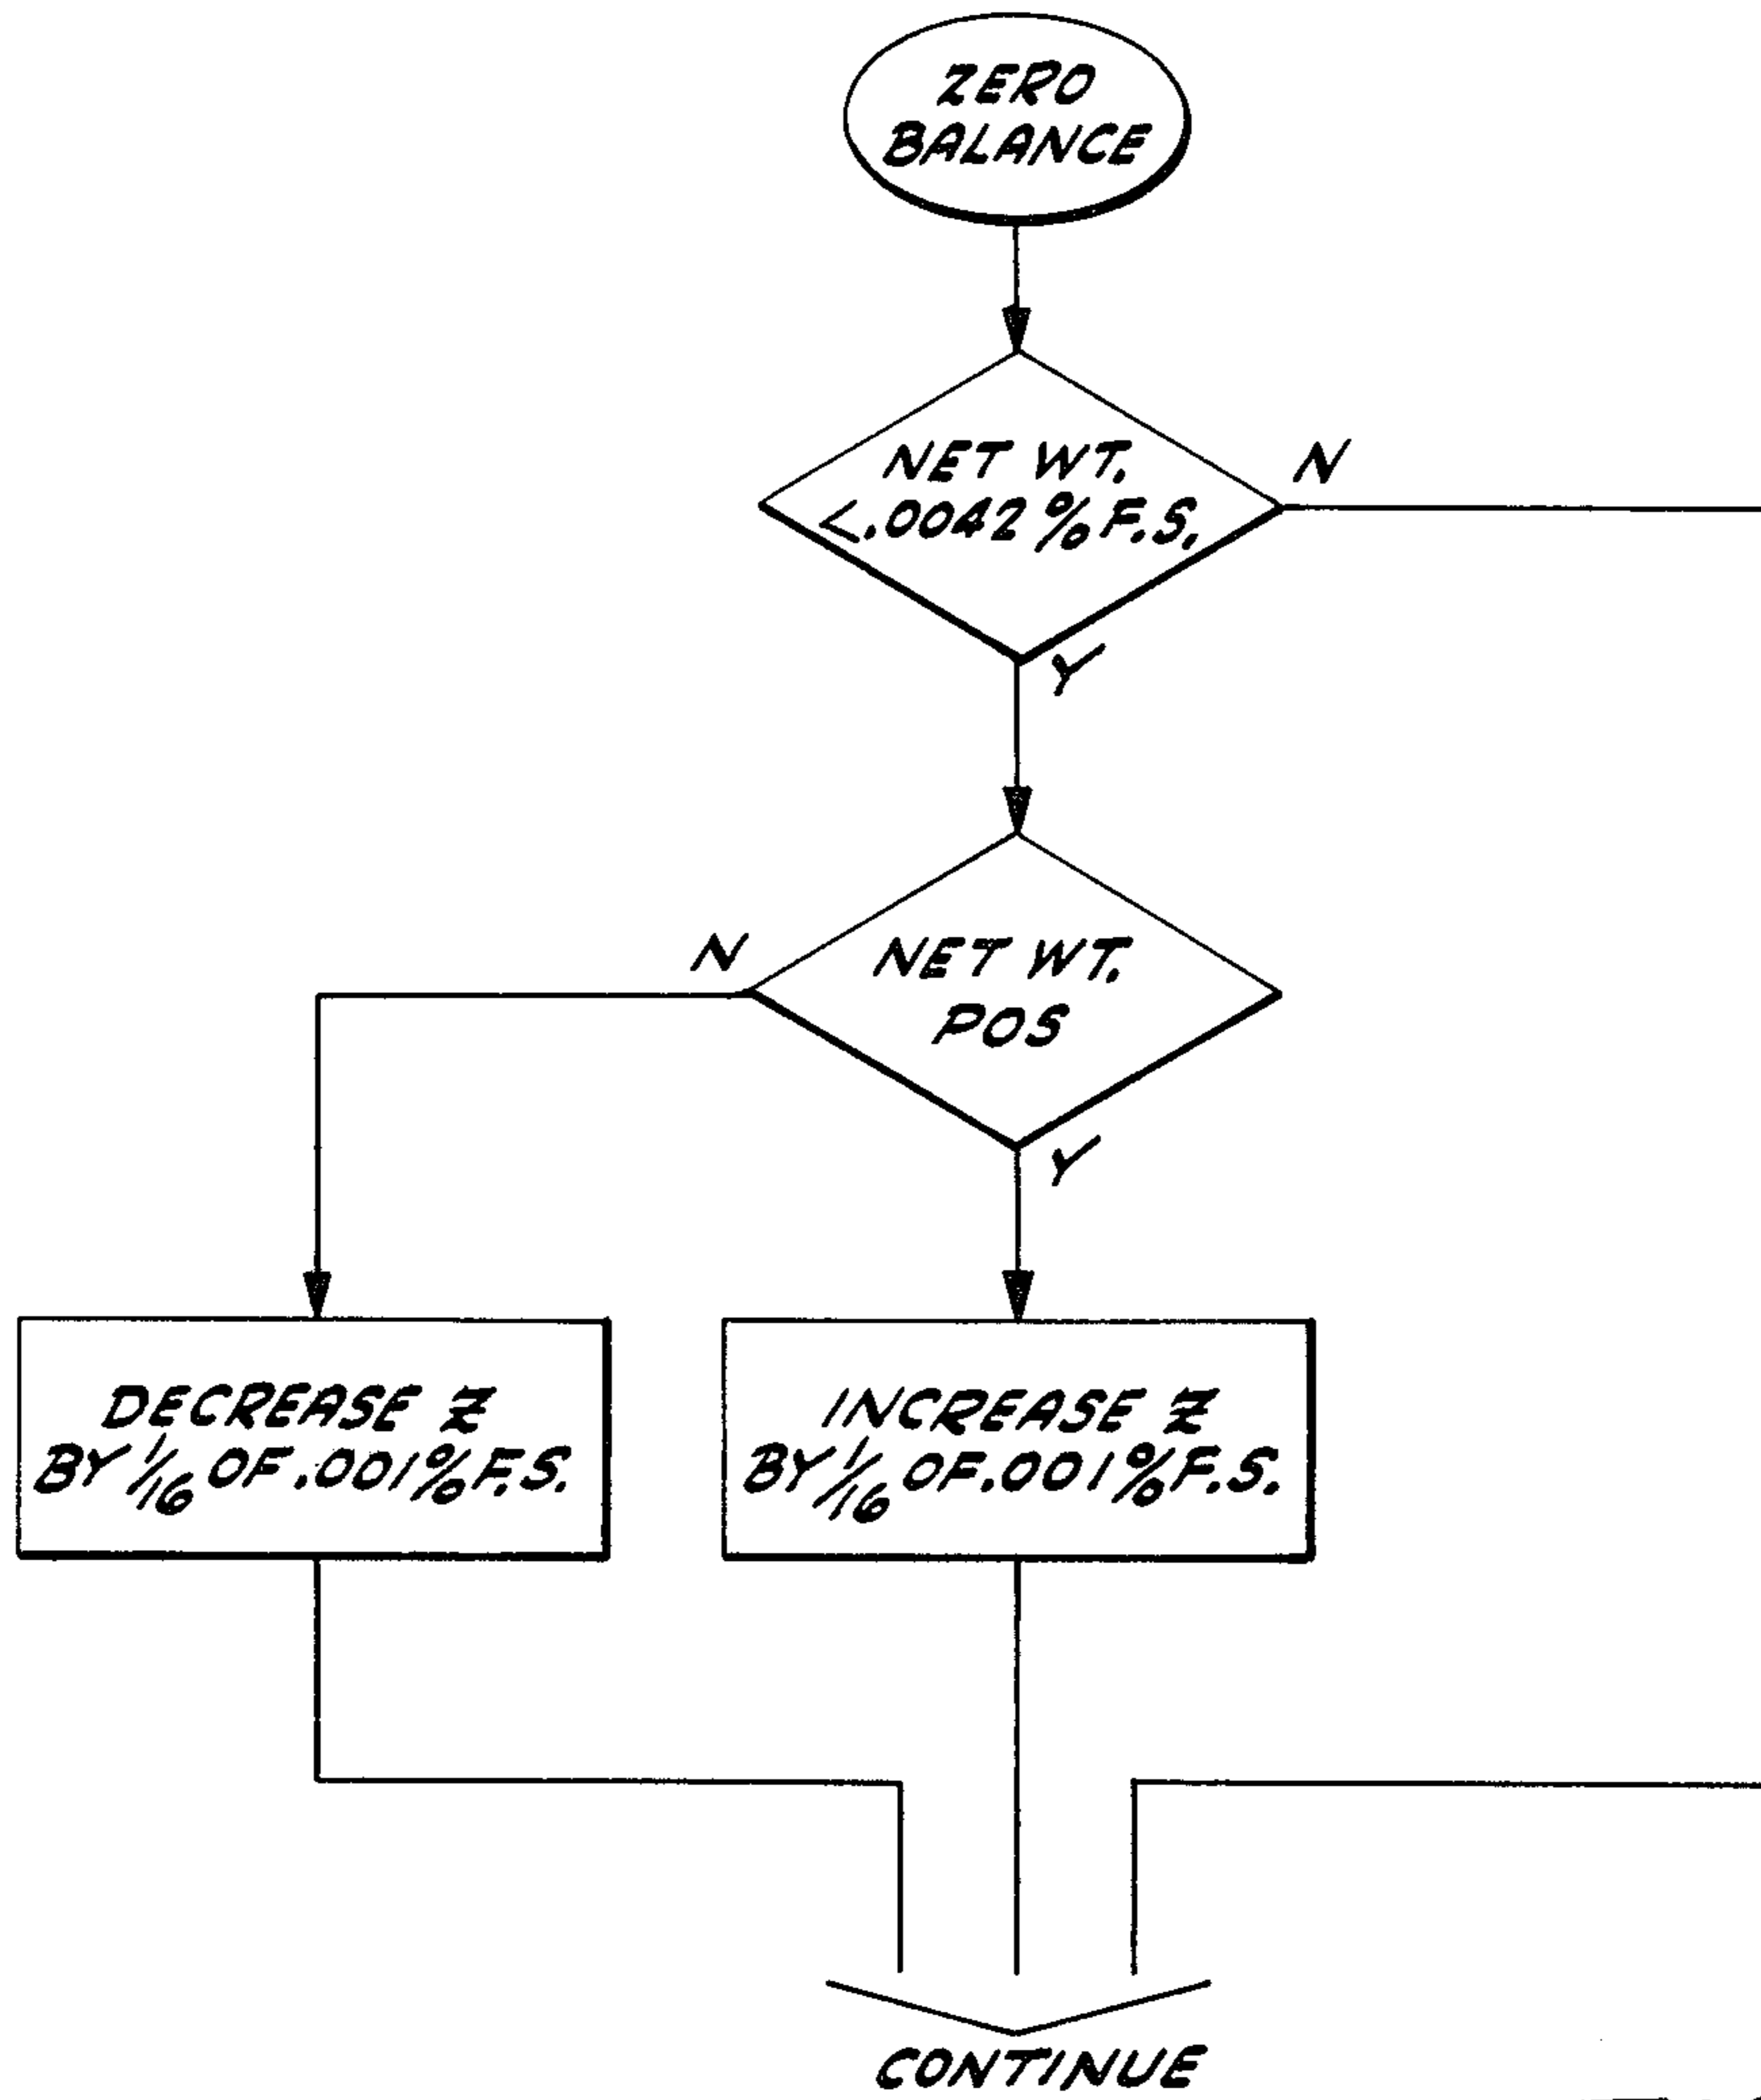 ZERO
BALANCE
NET WT.
<.0042% F.S.
N
Y
NET WT.
POS
N
Y
DECREASE Z
BY 1/16 OF .001% F.S.
INCREASE Z
BY 1/16 OF .001% F.S.
CONTINUE